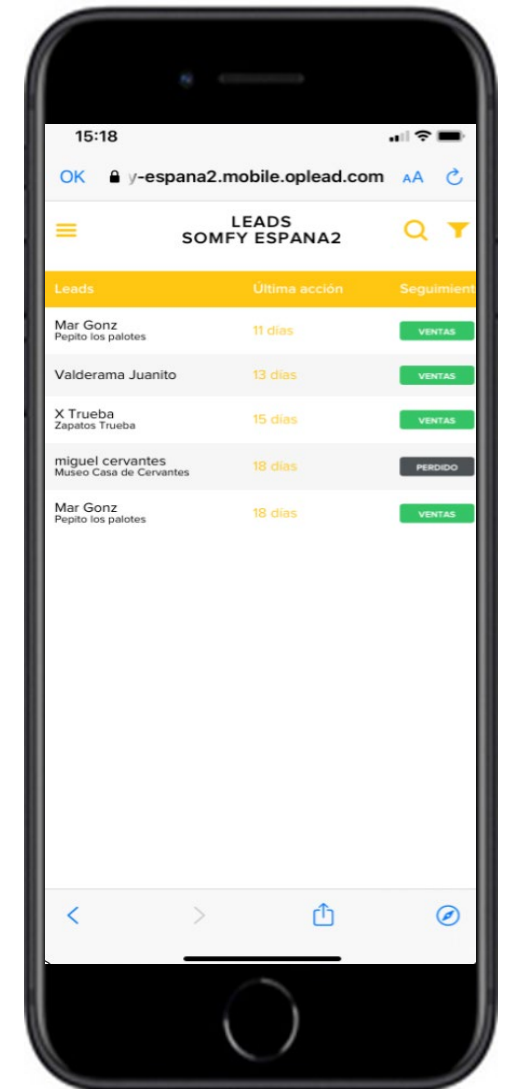 15:18
OK y-espana2.mobile.oplead.com AA
LEADS
SOMFY ESPANA2
Leads Última acción Seguimient
Mar Gonz 11 días VENTAS
Pepito los palotes
Valderama Juanito 13 días VENTAS
X Trueba 15 días VENTAS
Zapatos Trueba
miguel cervantes 18 días PERDIDO
Museo Casa de Cervantes
Mar Gonz 18 días VENTAS
Pepito los palotes